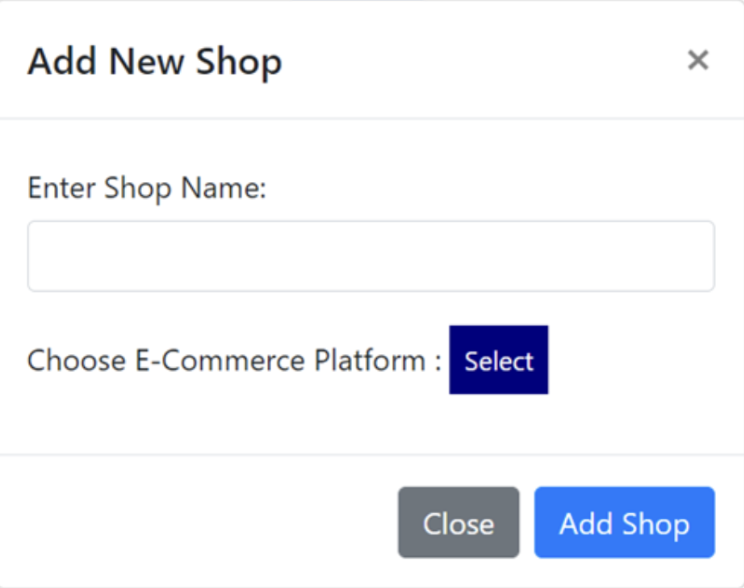 Add New Shop ×
Enter Shop Name:
Choose E-Commerce Platform : Select
Close Add Shop